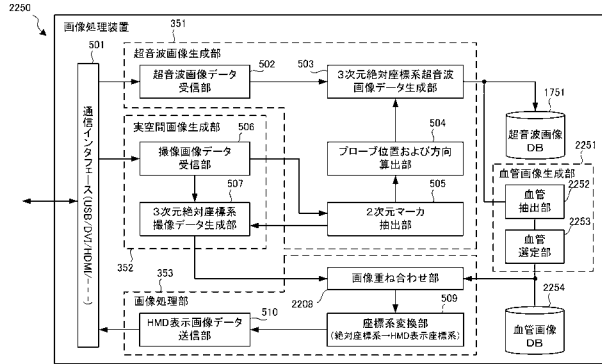 2250
画像処理装置
501
通信インタフェース(USB/DVI/HDMI/・・・)
351
超音波画像生成部
超音波画像データ
受信部
502
503
3次元絶対座標系超音波
画像データ生成部
1751
超音波画像
DB
実空間画像生成部
506
撮像画像データ
受信部
507
3次元絶対座標系
撮像データ生成部
352
504
プローブ位置および方向
算出部
505
2次元マーカ
抽出部
2251
血管画像生成部
2252
血管
抽出部
2253
血管
選定部
353
画像処理部
画像重ね合わせ部
2208
510
HMD表示画像データ
送信部
509
座標系変換部
(絶対座標系→HMD表示座標系)
2254
血管画像
DB